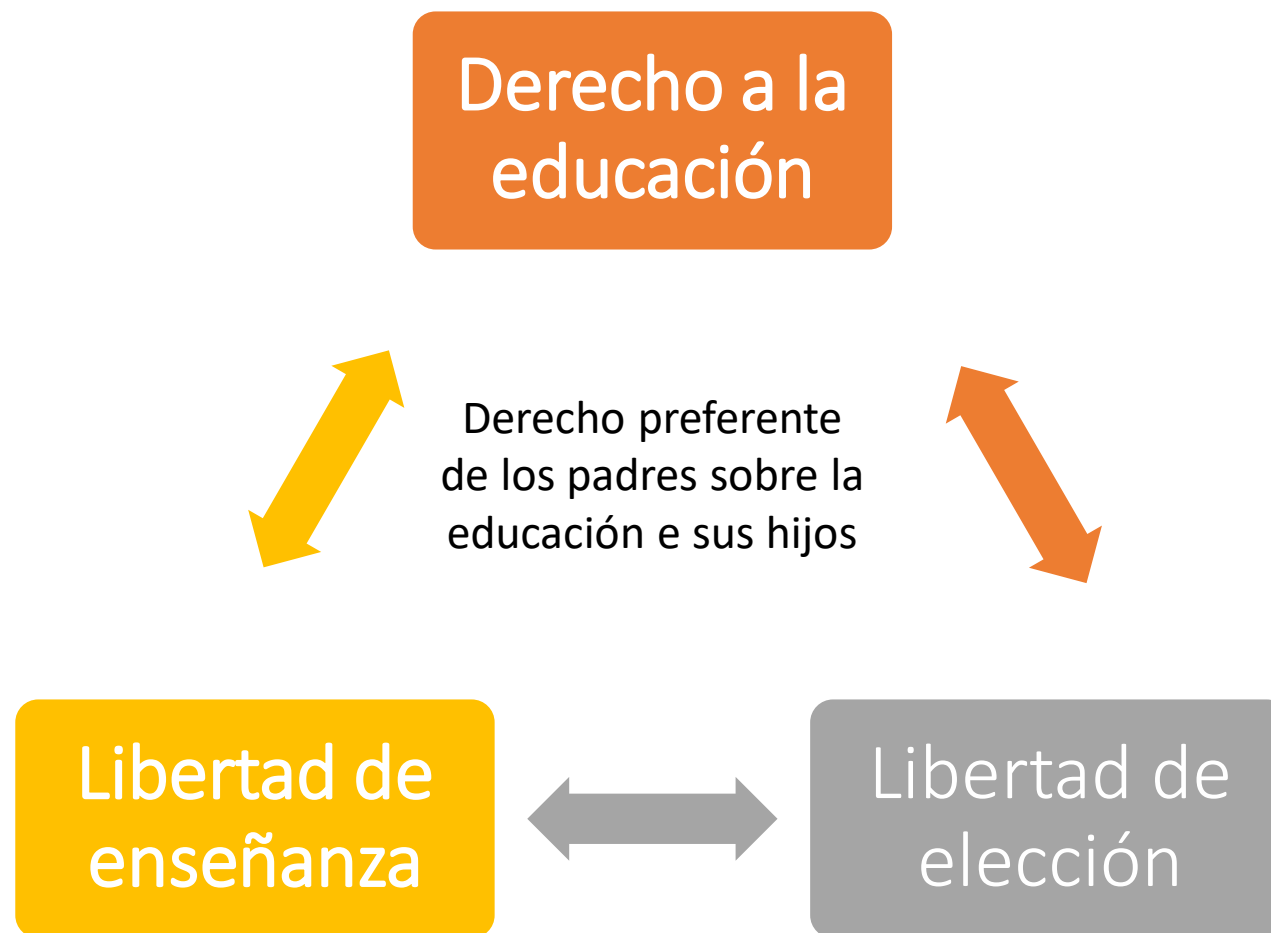 Derecho a la
educación
Derecho preferente
de los padres sobre la
educación e sus hijos
Libertad de
enseñanza
Libertad de
elección